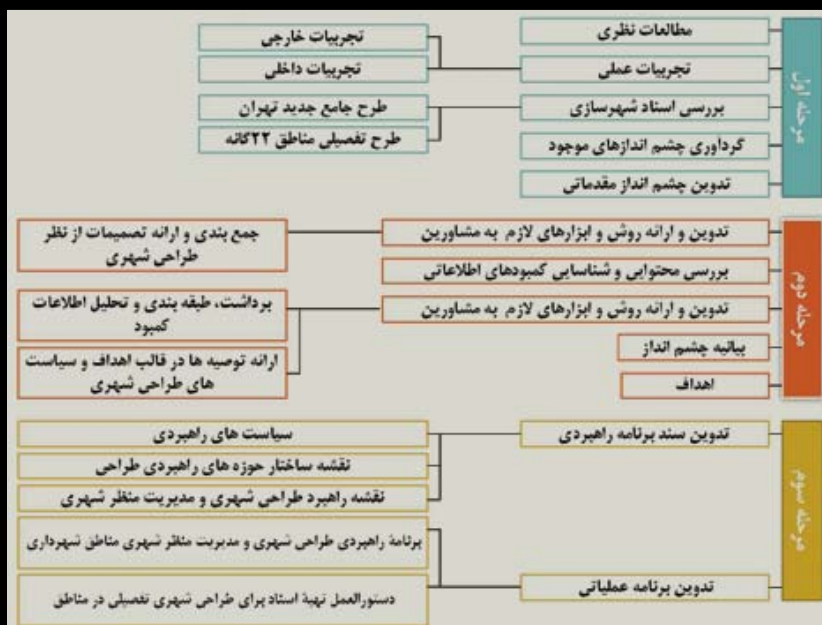 مرحله اول
مطالعات نظری
تجربیات عملی
تجربیات خارجی
تجربیات داخلی
بررسی اسناد شهرسازی
طرح جامع جدید تهران
طرح تفصیلی مناطق ۲۲گانه
گردآوری چشم اندازهای موجود
تدوین چشم انداز مقدماتی
مرحله دوم
تدوین و ارائه روش و ابزارهای لازم به مشاورین
جمع بندی و ارائه تصمیمات از نظر
طراحی شهری
بررسی محتوایی و شناسایی کمبودهای اطلاعاتی
تدوین و ارائه روش و ابزارهای لازم به مشاورین
برداشت، طبقه بندی و تحلیل اطلاعات
کمبود
ارائه توصیه ها در قالب اهداف و سیاست
های طراحی شهری
بیانیه چشم انداز
اهداف
مرحله سوم
تدوین سند برنامه راهبردی
سیاست های راهبردی
نقشه ساختار حوزه های راهبردی طراحی
نقشه راهبرد طراحی شهری و مدیریت منظر شهری
تدوین برنامه عملیاتی
برنامۀ راهبردی طراحی شهری و مدیریت منظر شهری مناطق شهرداری
دستورالعمل تهیۀ اسناد برای طراحی شهری تفصیلی در مناطق